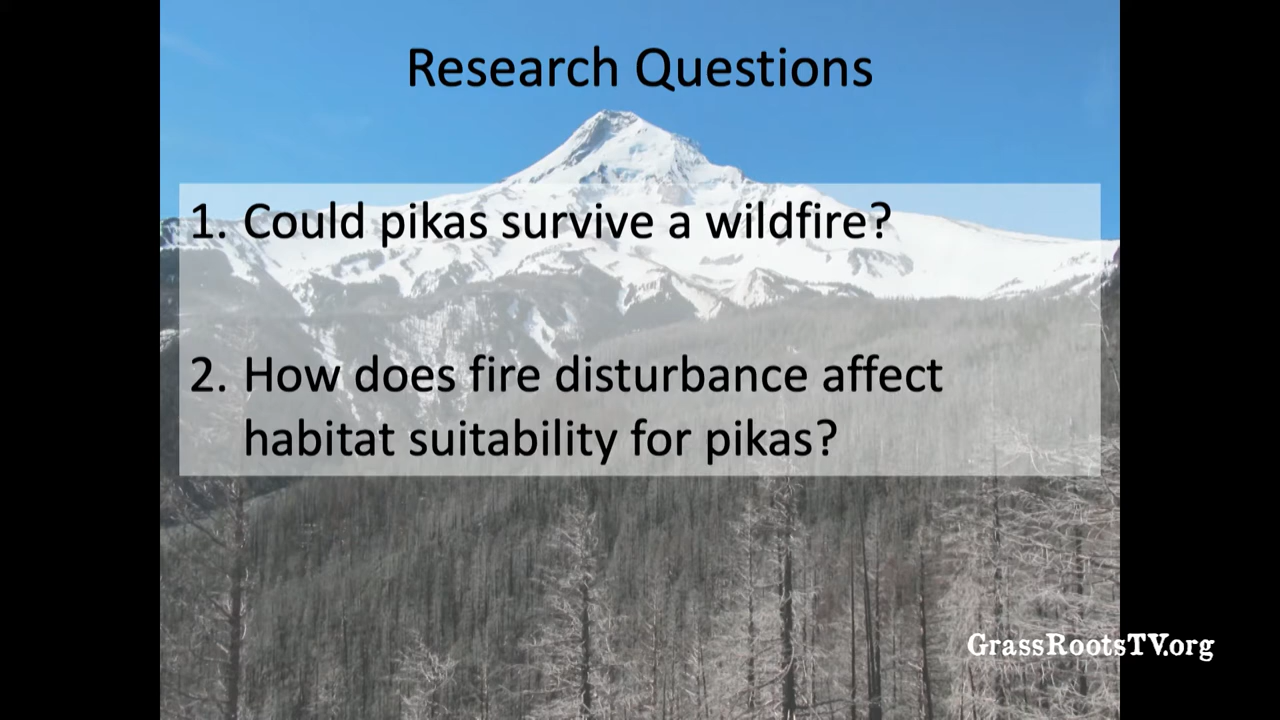 Research Questions
1. Could pikas survive a wildfire?
2. How does fire disturbance affect
habitat suitability for pikas?
GrassRootsTV.org